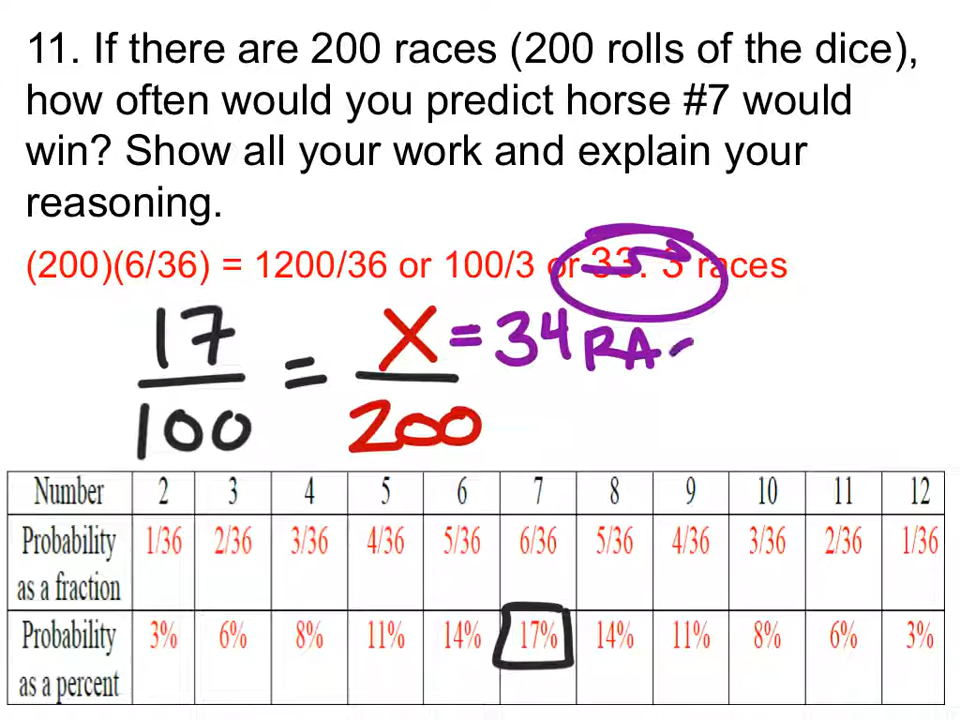 11. If there are 200 races (200 rolls of the dice),
how often would you predict horse #7 would
win? Show all your work and explain your
reasoning.
(200)(6/36) = 1200/36 or 100/3 or 33. 3 races
17/100 = X/200 = 34 RA
Number 2 3 4 5 6 7 8 9 10 11 12
Probability 1/36 2/36 3/36 4/36 5/36 6/36 5/36 4/36 3/36 2/36 1/36
as a fraction
Probability 3% 6% 8% 11% 14% 17% 14% 11% 8% 6% 3%
as a percent